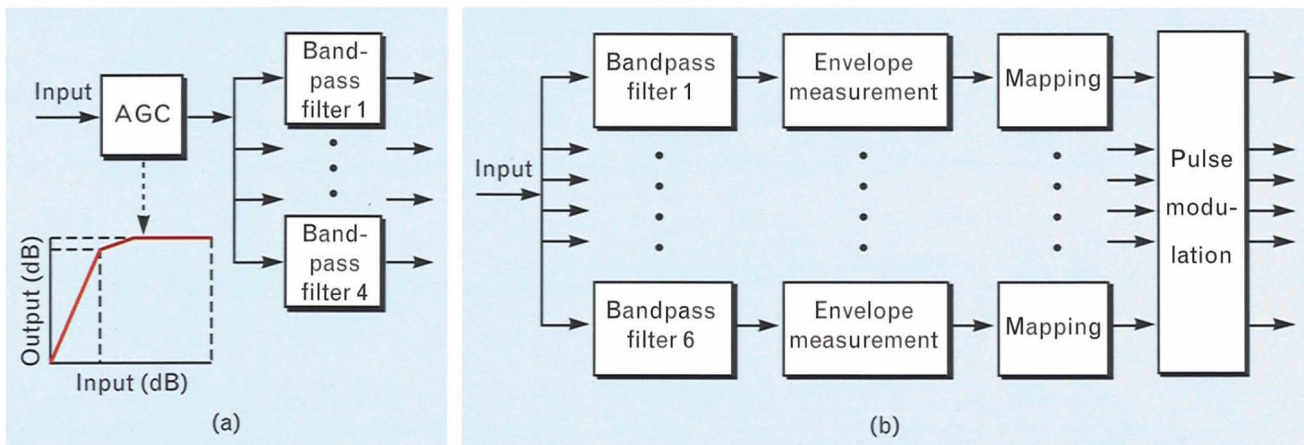 Input
AGC
Band-
pass
filter 1
Band-
pass
filter 4
Output (dB)
Input (dB)
(a)
Input
Bandpass
filter 1
Envelope
measurement
Mapping
Bandpass
filter 6
Envelope
measurement
Mapping
Pulse
modu-
lation
(b)